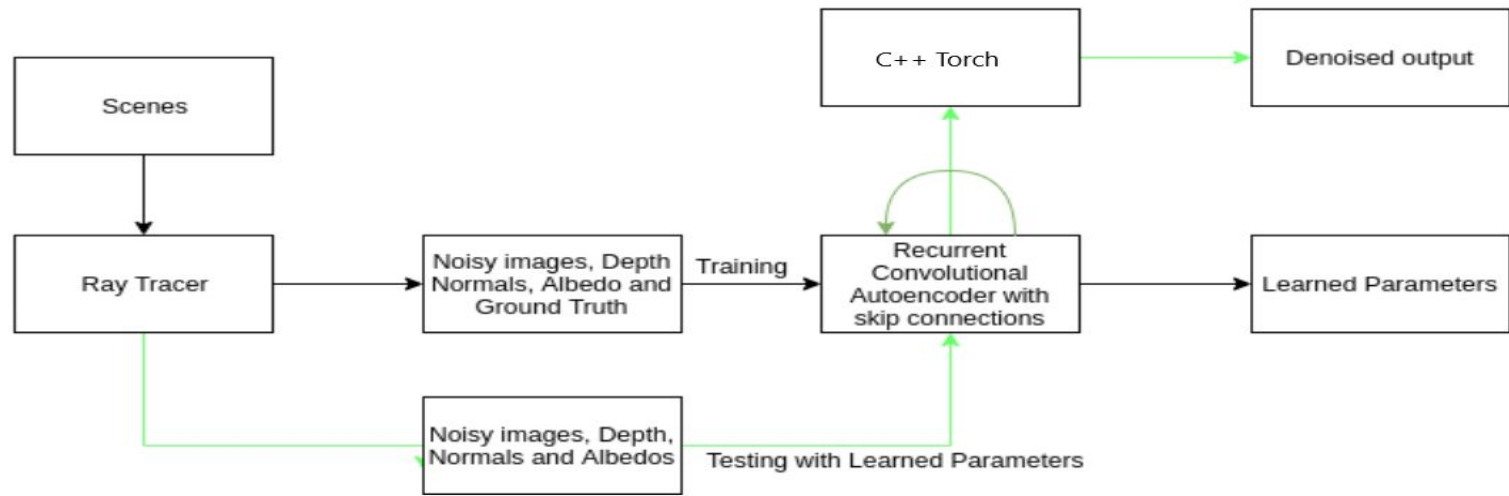 C++ Torch
Denoised output
Scenes
Ray Tracer
Noisy images, Depth
Normals, Albedo and
Ground Truth
Training
Recurrent
Convolutional
Autoencoder with
skip connections
Learned Parameters
Noisy images, Depth,
Normals and Albedos
Testing with Learned Parameters